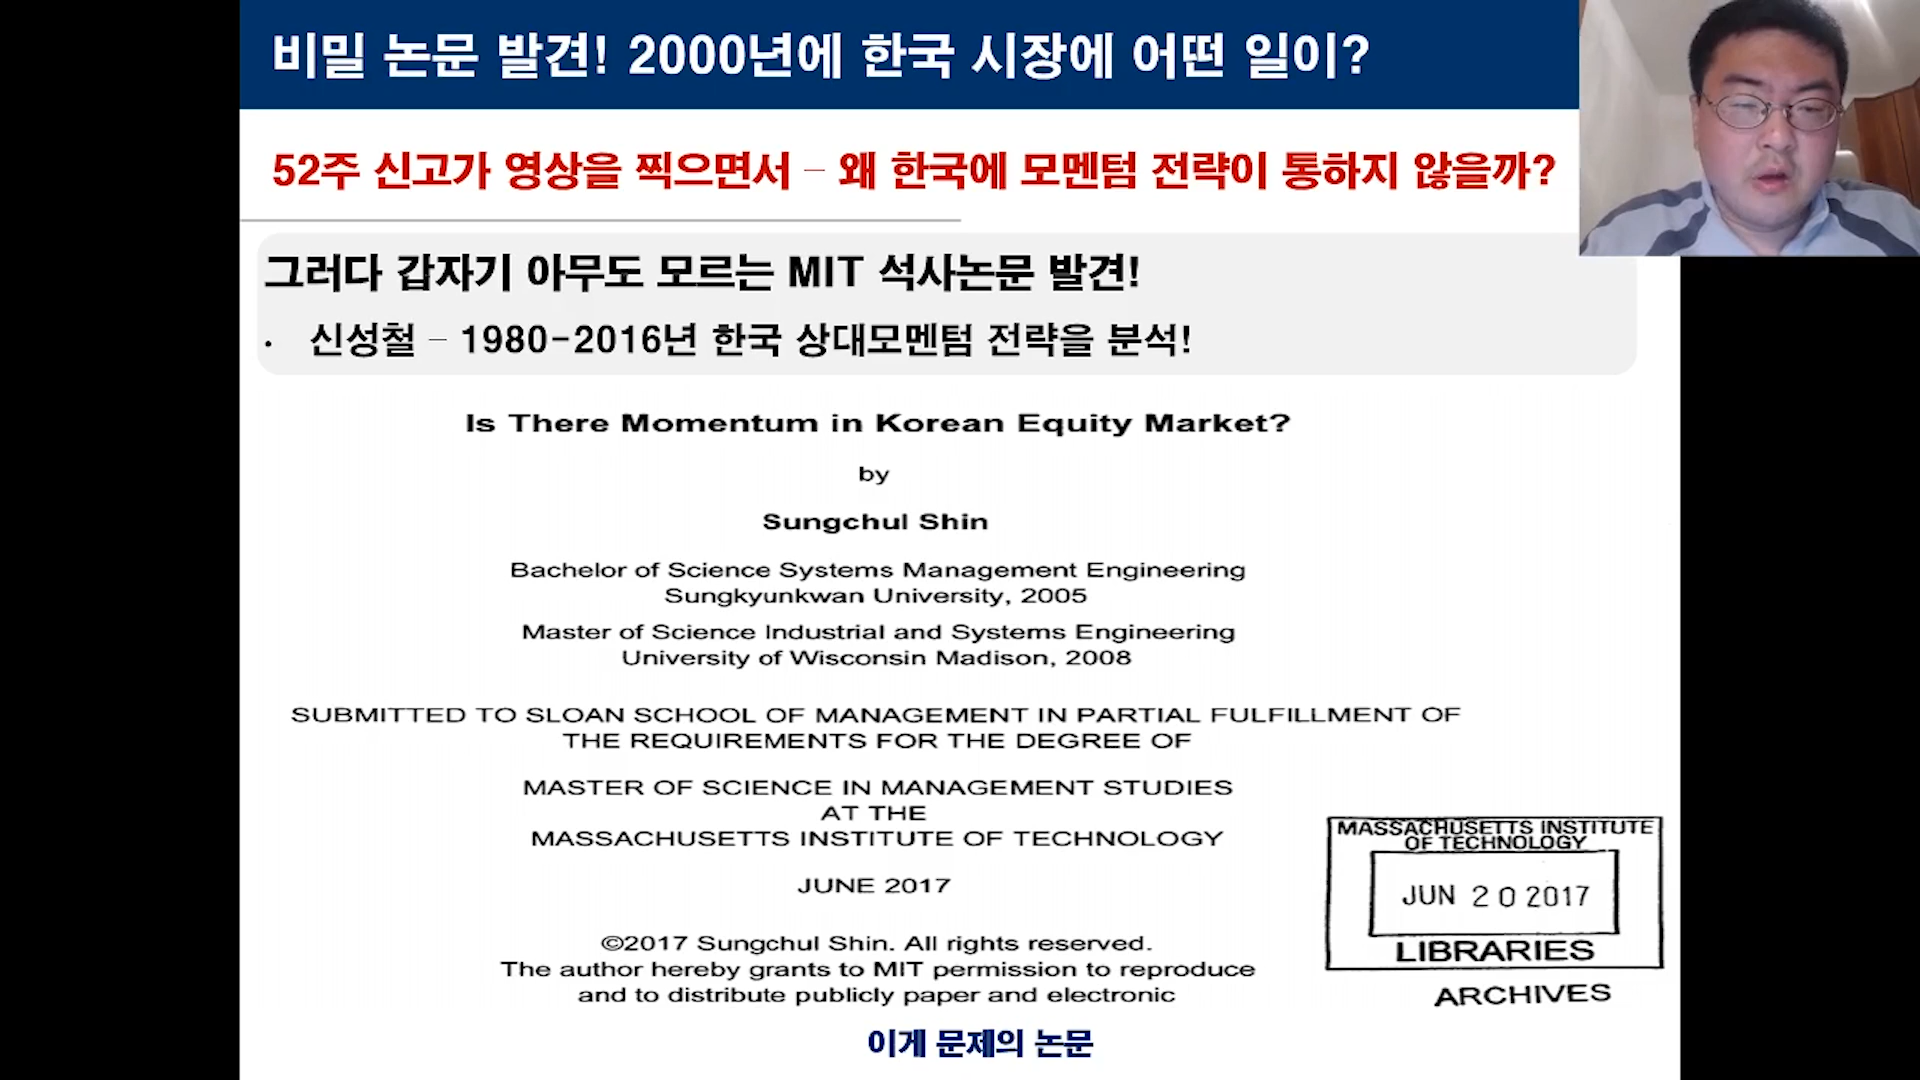 비밀 논문 발견! 2000년에 한국 시장에 어떤 일이?
52주 신고가 영상을 찍으면서 – 왜 한국에 모멘텀 전략이 통하지 않을까?
그러다 갑자기 아무도 모르는 MIT 석사논문 발견!
· 신성철 – 1980-2016년 한국 상대모멘텀 전략을 분석!
Is There Momentum in Korean Equity Market?
by
Sungchul Shin
Bachelor of Science Systems Management Engineering
Sungkyunkwan University, 2005
Master of Science Industrial and Systems Engineering
University of Wisconsin Madison, 2008
SUBMITTED TO SLOAN SCHOOL OF MANAGEMENT IN PARTIAL FULFILLMENT OF
THE REQUIREMENTS FOR THE DEGREE OF
MASTER OF SCIENCE IN MANAGEMENT STUDIES
AT THE
MASSACHUSETTS INSTITUTE OF TECHNOLOGY
JUNE 2017
©2017 Sungchul Shin. All rights reserved.
The author hereby grants to MIT permission to reproduce
and to distribute publicly paper and electronic
MASSACHUSETTS INSTITUTE
OF TECHNOLOGY
JUN 20 2017
LIBRARIES
ARCHIVES
이게 문제의 논문